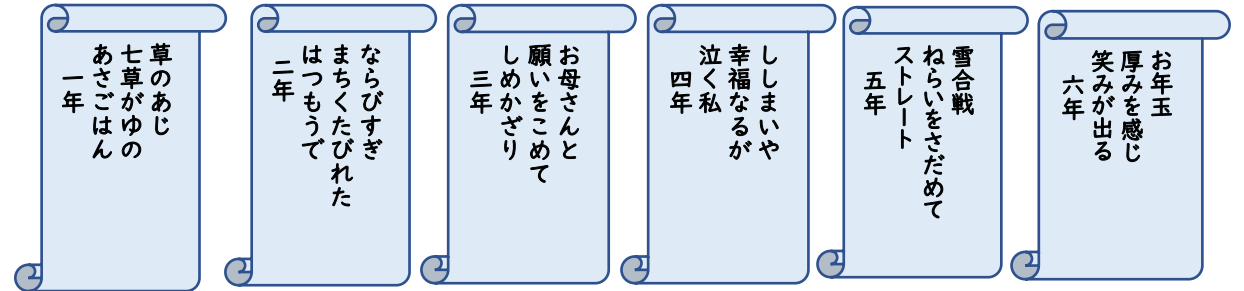 草のあじ
七草がゆの
あさごはん
一年
ならびすぎ
まちくたびれた
はつもうで
二年
お母さんと
願いをこめて
しめかざり
三年
ししまいや
幸福なるが
泣く私
四年
雪合戦
ねらいをさだめて
ストレート
五年
お年玉
厚みを感じ
笑みが出る
六年